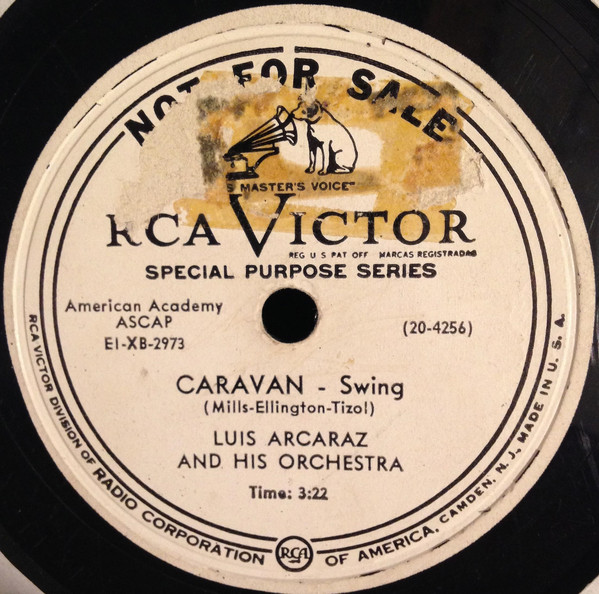 NOT FOR SALE
S MASTER'S VOICE"
RCA VICTOR
REG U S PAT OFF MARCAS REGISTRADAS
SPECIAL PURPOSE SERIES
American Academy
ASCAP
E1-XB-2973
(20-4256)
CARAVAN - Swing
(Mills-Ellington-Tizol)
LUIS ARCARAZ
AND HIS ORCHESTRA
Time: 3:22
RCA VICTOR DIVISION OF RADIO CORPORATION OF AMERICA, CAMDEN, N. J., MADE IN U. S. A.
RCA